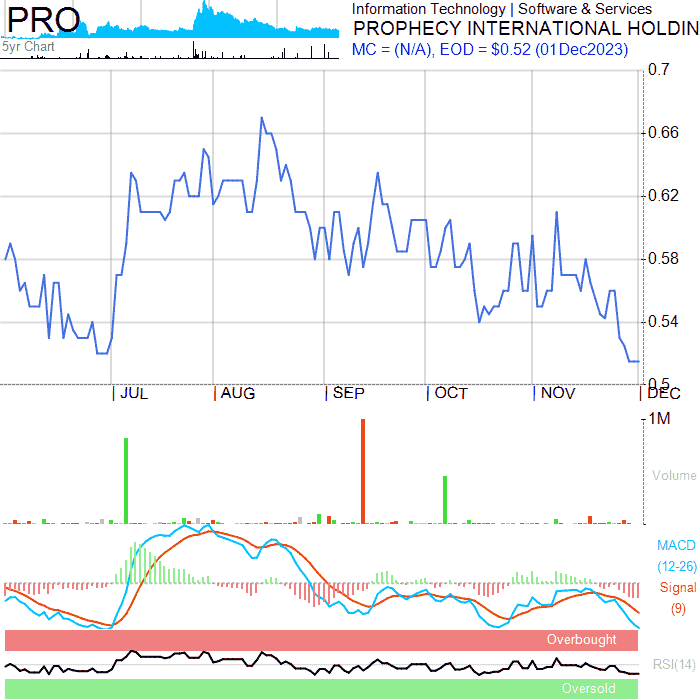 PRO
5yr Chart
Information Technology | Software & Services
PROPHECY INTERNATIONAL HOLDIN
MC = (N/A), EOD = $0.52 (01Dec2023)
0.7
0.66
0.62
0.58
0.54
0.5
JUL AUG SEP OCT NOV DEC
1M
Volume
MACD
(12-26)
Signal
(9)
Overbought
RSI(14)
Oversold